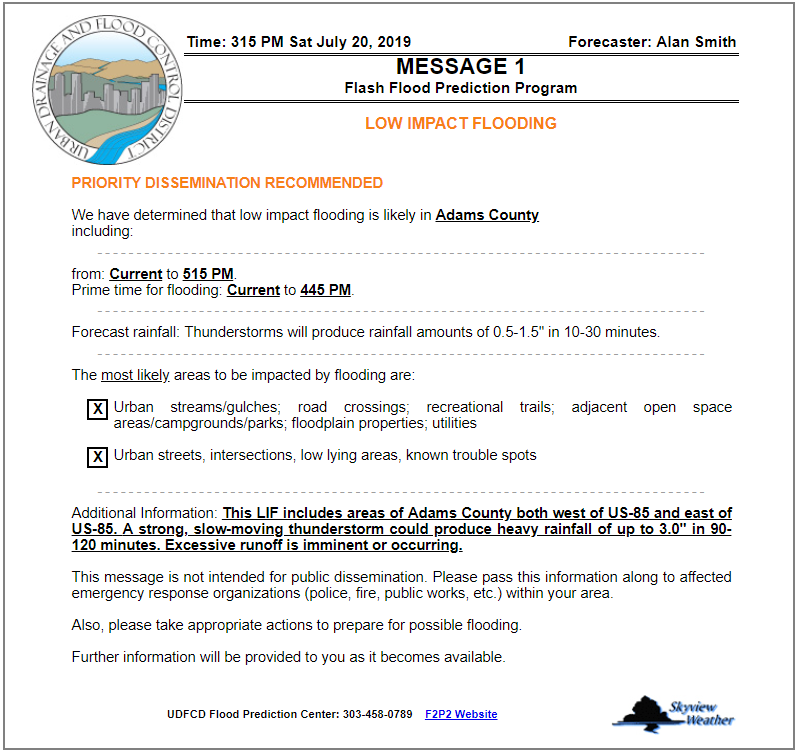 URBAN DRAINAGE AND FLOOD CONTROL DISTRICT
Time: 315 PM Sat July 20, 2019 Forecaster: Alan Smith
MESSAGE 1
Flash Flood Prediction Program
LOW IMPACT FLOODING
PRIORITY DISSEMINATION RECOMMENDED
We have determined that low impact flooding is likely in Adams County
including:
from: Current to 515 PM.
Prime time for flooding: Current to 445 PM.
Forecast rainfall: Thunderstorms will produce rainfall amounts of 0.5-1.5" in 10-30 minutes.
The most likely areas to be impacted by flooding are:
X Urban streams/gulches; road crossings; recreational trails; adjacent open space
areas/campgrounds/parks; floodplain properties; utilities
X Urban streets, intersections, low lying areas, known trouble spots
Additional Information: This LIF includes areas of Adams County both west of US-85 and east of
US-85. A strong, slow-moving thunderstorm could produce heavy rainfall of up to 3.0" in 90-
120 minutes. Excessive runoff is imminent or occurring.
This message is not intended for public dissemination. Please pass this information along to affected
emergency response organizations (police, fire, public works, etc.) within your area.
Also, please take appropriate actions to prepare for possible flooding.
Further information will be provided to you as it becomes available.
UDFCD Flood Prediction Center: 303-458-0789 F2P2 Website
Skyview
Weather